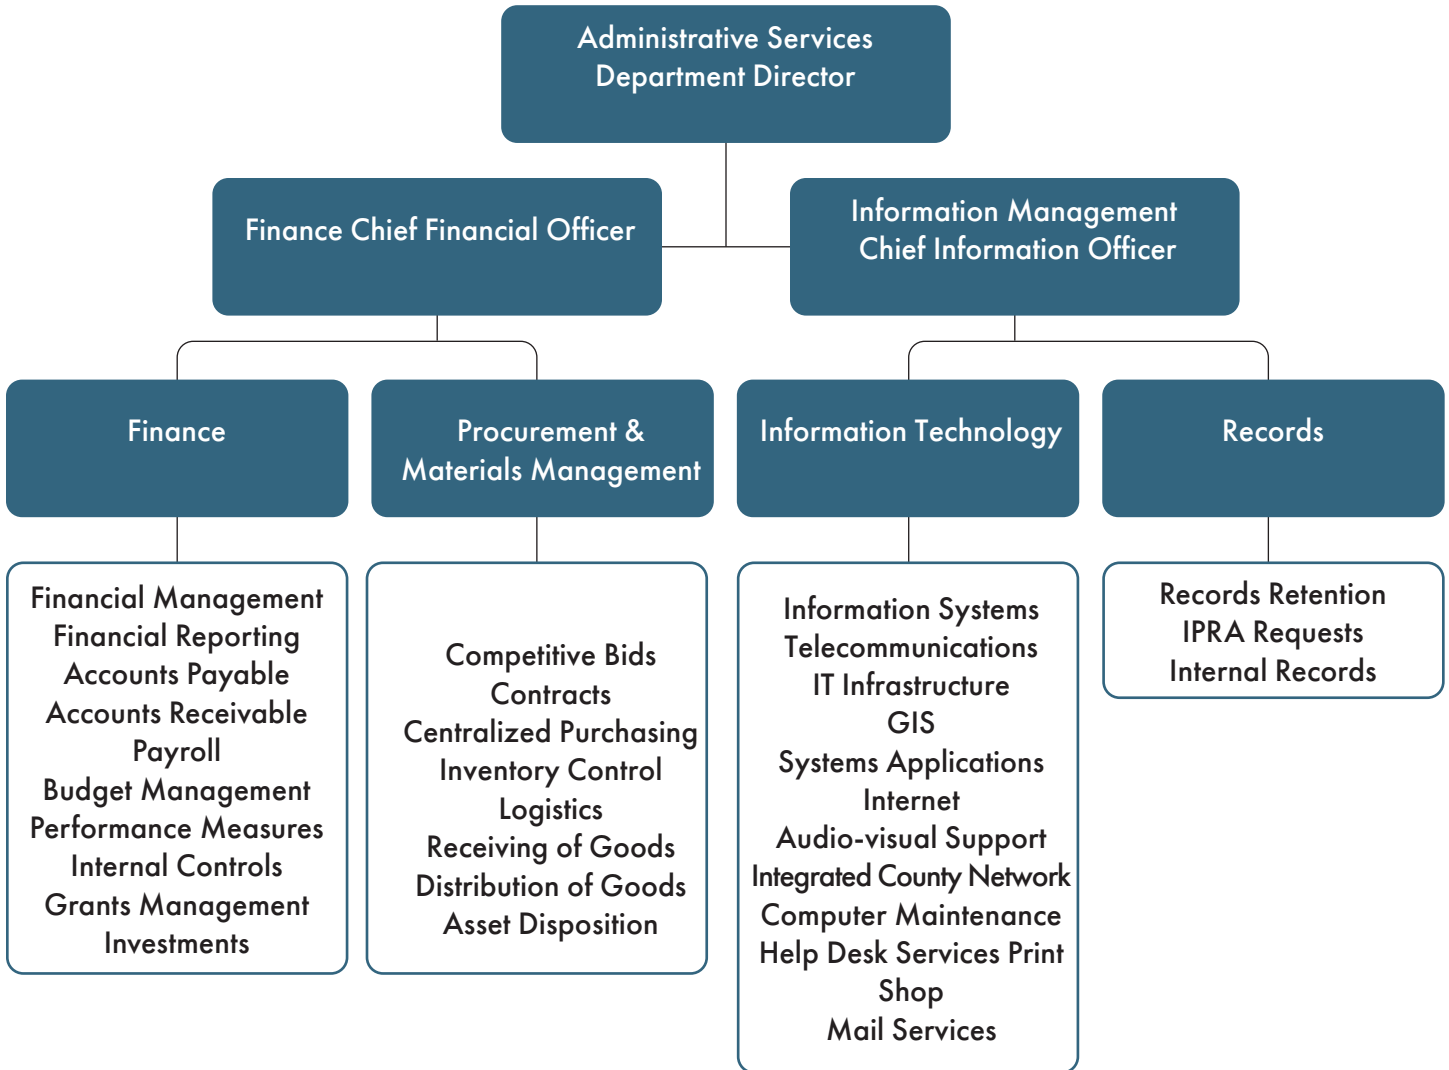 Administrative Services
Department Director
Finance Chief Financial Officer
Information Management
Chief Information Officer
Finance
Procurement &
Materials Management
Information Technology
Records
Financial Management
Financial Reporting
Accounts Payable
Accounts Receivable
Payroll
Budget Management
Performance Measures
Internal Controls
Grants Management
Investments
Competitive Bids
Contracts
Centralized Purchasing
Inventory Control
Logistics
Receiving of Goods
Distribution of Goods
Asset Disposition
Information Systems
Telecommunications
IT Infrastructure
GIS
Systems Applications
Internet
Audio-visual Support
Integrated County Network
Computer Maintenance
Help Desk Services Print
Shop
Mail Services
Records Retention
IPRA Requests
Internal Records